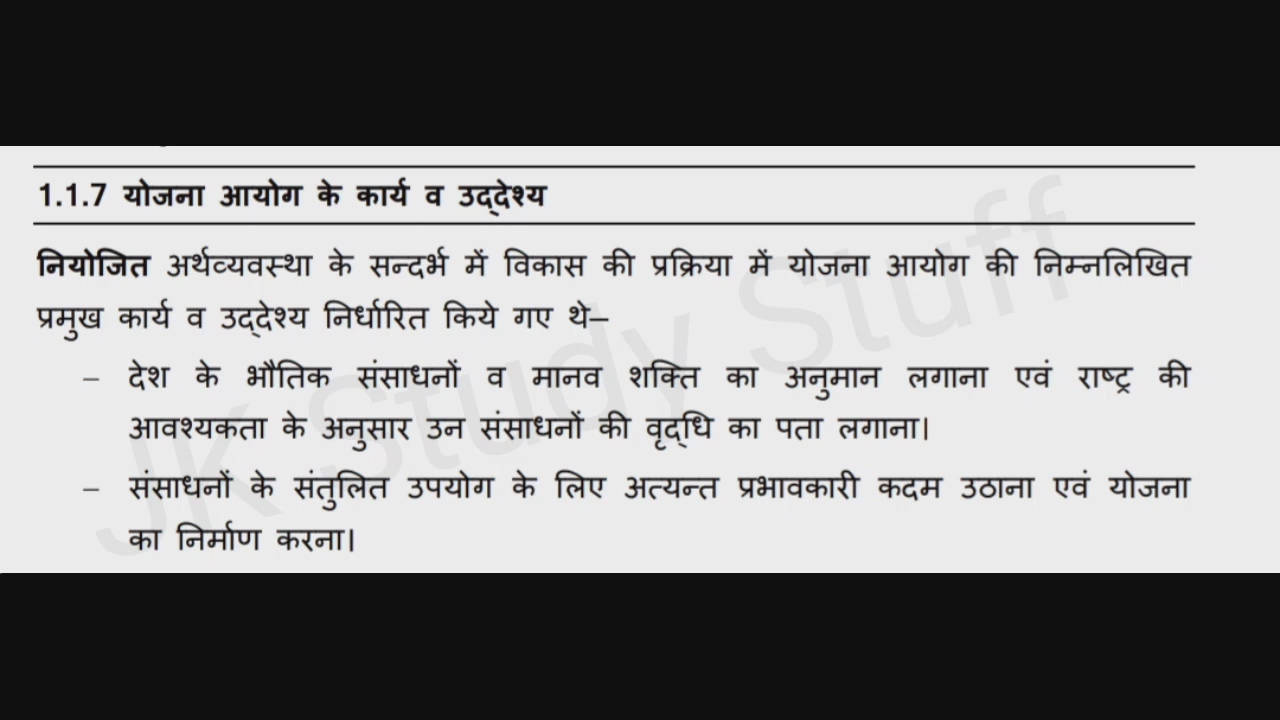 1.1.7 योजना आयोग के कार्य व उद्देश्य
नियोजित अर्थव्यवस्था के सन्दर्भ में विकास की प्रक्रिया में योजना आयोग की निम्नलिखित
प्रमुख कार्य व उद्देश्य निर्धारित किये गए थे–
– देश के भौतिक संसाधनों व मानव शक्ति का अनुमान लगाना एवं राष्ट्र की
आवश्यकता के अनुसार उन संसाधनों की वृद्धि का पता लगाना।
– संसाधनों के संतुलित उपयोग के लिए अत्यन्त प्रभावकारी कदम उठाना एवं योजना
का निर्माण करना।
JK Study Stuff